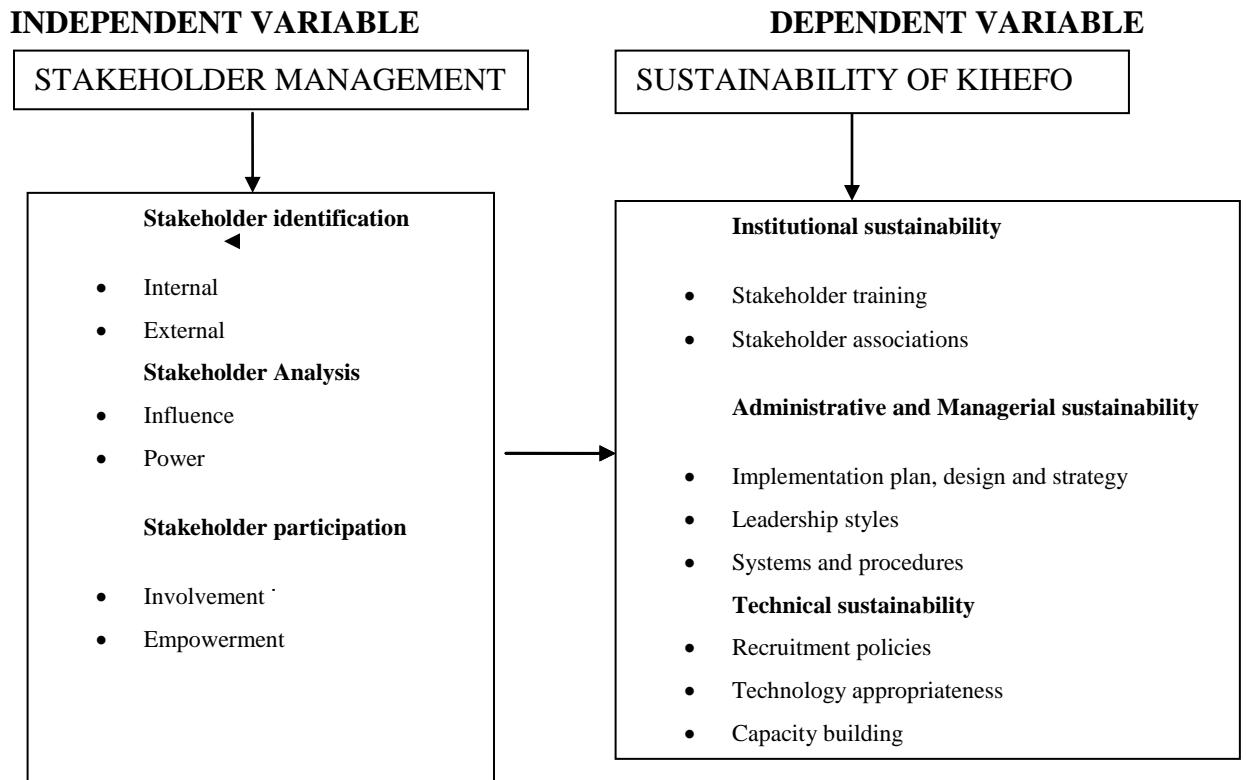 INDEPENDENT VARIABLE
STAKEHOLDER MANAGEMENT
Stakeholder identification
• Internal
• External
Stakeholder Analysis
• Influence
• Power
Stakeholder participation
• Involvement
• Empowerment
DEPENDENT VARIABLE
SUSTAINABILITY OF KIHEFO
Institutional sustainability
• Stakeholder training
• Stakeholder associations
Administrative and Managerial sustainability
• Implementation plan, design and strategy
• Leadership styles
• Systems and procedures
Technical sustainability
• Recruitment policies
• Technology appropriateness
• Capacity building